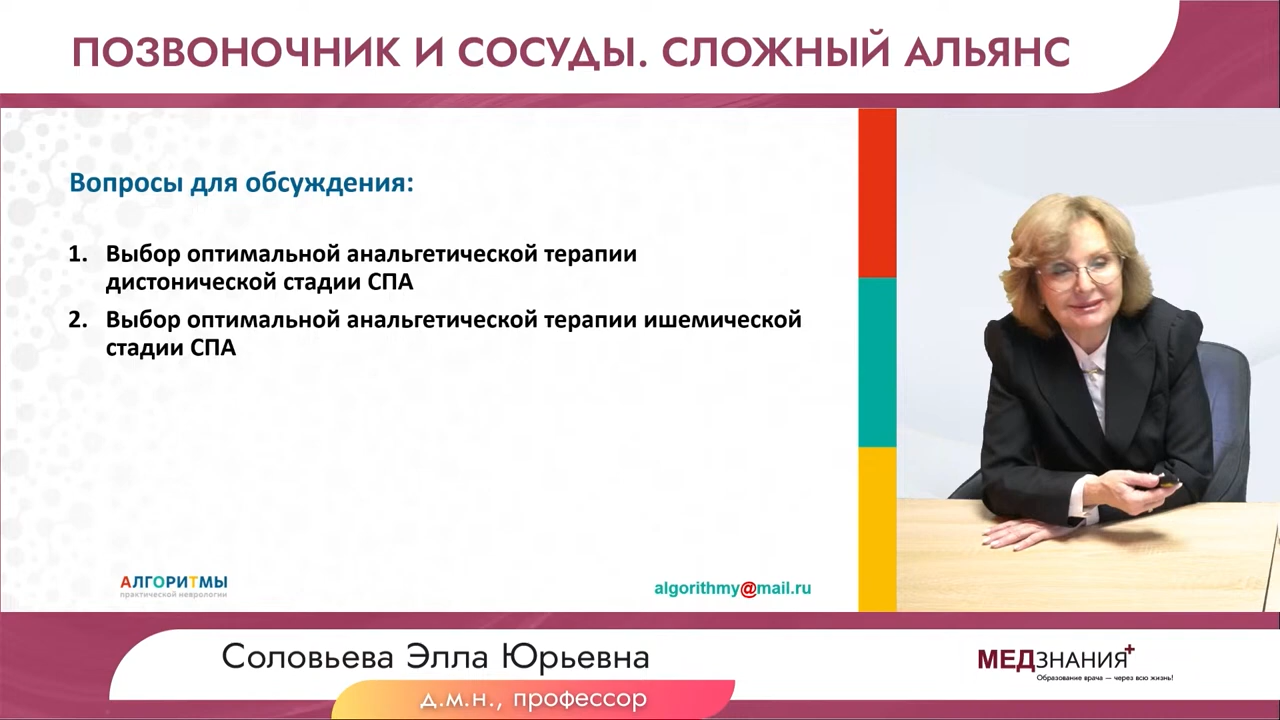 ПОЗВОНОЧНИК И СОСУДЫ. СЛОЖНЫЙ АЛЬЯНС
Вопросы для обсуждения:
1. Выбор оптимальной анальгетической терапии
дистонической стадии СПА
2. Выбор оптимальной анальгетической терапии ишемической
стадии СПА
АЛГОРИТМЫ
практической неврологии
algorithmy@mail.ru
Соловьева Элла Юрьевна
д.м.н., профессор
МЕДЗНАНИЯ+
Образование врача — через всю жизнь!